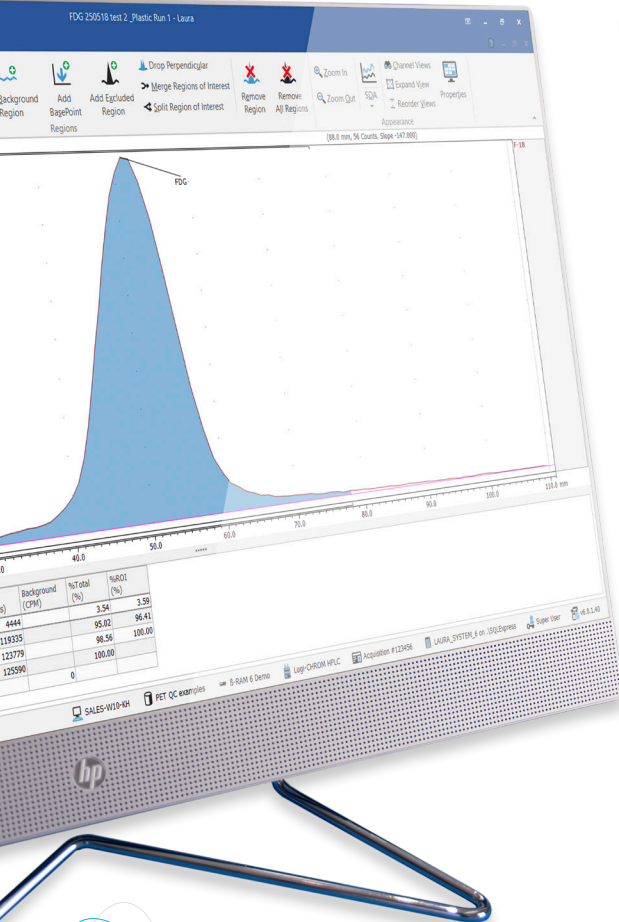 FDG 250518 test 2 _Plastic Run 1 - Laura
Background Region
Add BasePoint
Add Excluded Region
Drop Perpendicular
Merge Regions of Interest
Split Region of Interest
Regions
Remove Region
Remove All Regions
Zoom In
Zoom Out
SDA
Channel Views
Expand View
Reorder Views
Properties
Appearance
(88.0 mm, 56 Counts, Slope -147.000)
F-18
FDG
40.0 50.0 60.0 70.0 80.0 90.0 100.0 110.0 mm
Background (CPM) %Total (%) %ROI (%)
4444 3.54 3.59
119335 95.02 96.41
123779 98.56 100.00
125590 100.00
0
SALES-W10-KH PET QC examples ß-RAM 6 Demo Logi-CHROM HPLC Acquisition #123456 LAURA_SYSTEM_6 on .\SQLExpress Super User v6.0.1.40
hp